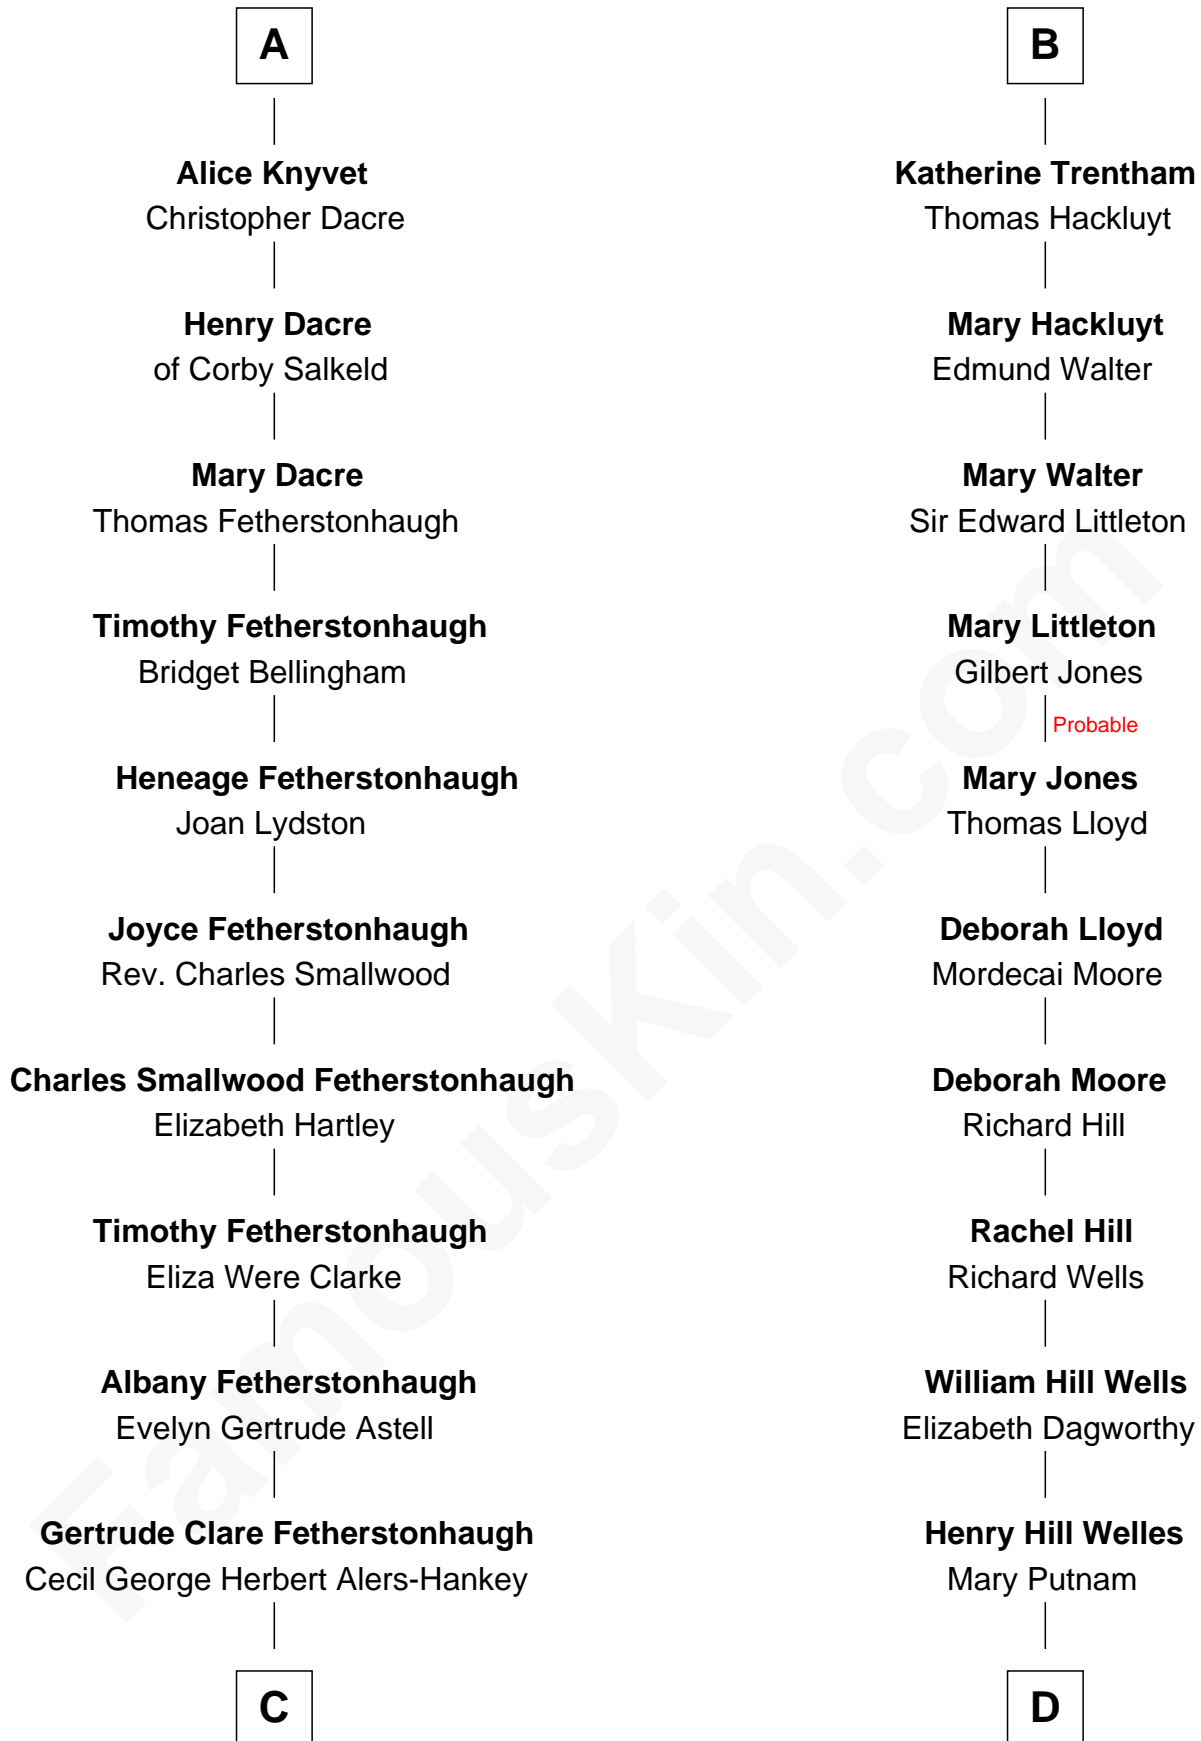 A
Alice Knyvet
Christopher Dacre
Henry Dacre
of Corby Salkeld
Mary Dacre
Thomas Fetherstonhaugh
Timothy Fetherstonhaugh
Bridget Bellingham
Heneage Fetherstonhaugh
Joan Lydston
Joyce Fetherstonhaugh
Rev. Charles Smallwood
Charles Smallwood Fetherstonhaugh
Elizabeth Hartley
Timothy Fetherstonhaugh
Eliza Were Clarke
Albany Fetherstonhaugh
Evelyn Gertrude Astell
Gertrude Clare Fetherstonhaugh
Cecil George Herbert Alers-Hankey
C
B
Katherine Trentham
Thomas Hackluyt
Mary Hackluyt
Edmund Walter
Mary Walter
Sir Edward Littleton
Mary Littleton
Gilbert Jones
Probable
Mary Jones
Thomas Lloyd
Deborah Lloyd
Mordecai Moore
Deborah Moore
Richard Hill
Rachel Hill
Richard Wells
William Hill Wells
Elizabeth Dagworthy
Henry Hill Welles
Mary Putnam
D
FamousKin.com